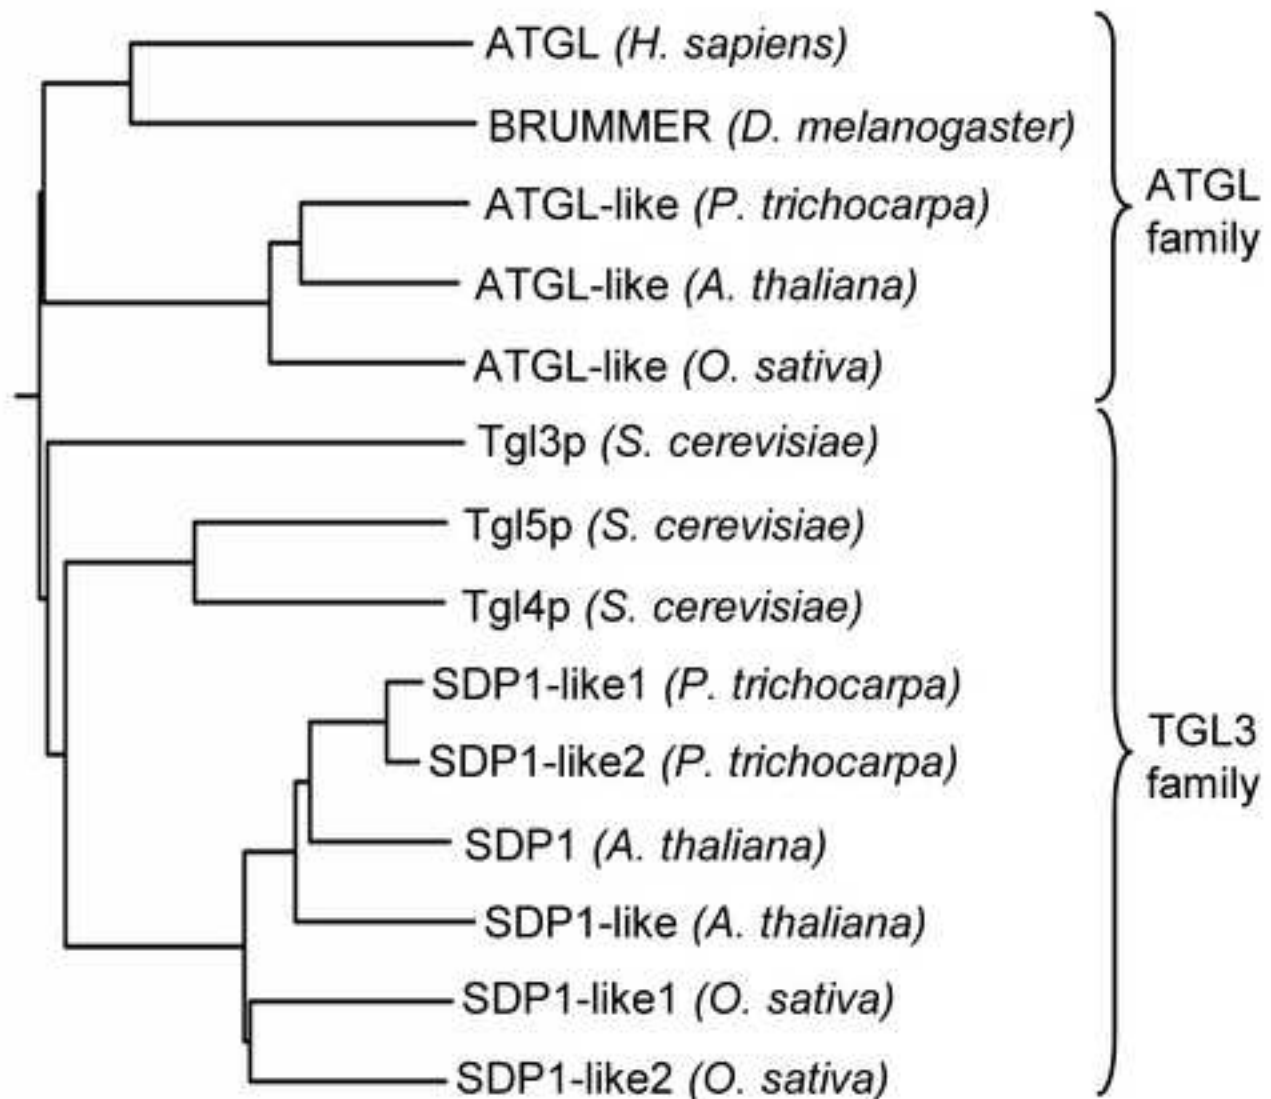 ATGL (H. sapiens)
BRUMMER (D. melanogaster)
ATGL-like (P. trichocarpa)
ATGL-like (A. thaliana)
ATGL-like (O. sativa)
ATGL
family
Tgl3p (S. cerevisiae)
Tgl5p (S. cerevisiae)
Tgl4p (S. cerevisiae)
SDP1-like1 (P. trichocarpa)
SDP1-like2 (P. trichocarpa)
SDP1 (A. thaliana)
SDP1-like (A. thaliana)
SDP1-like1 (O. sativa)
SDP1-like2 (O. sativa)
TGL3
family